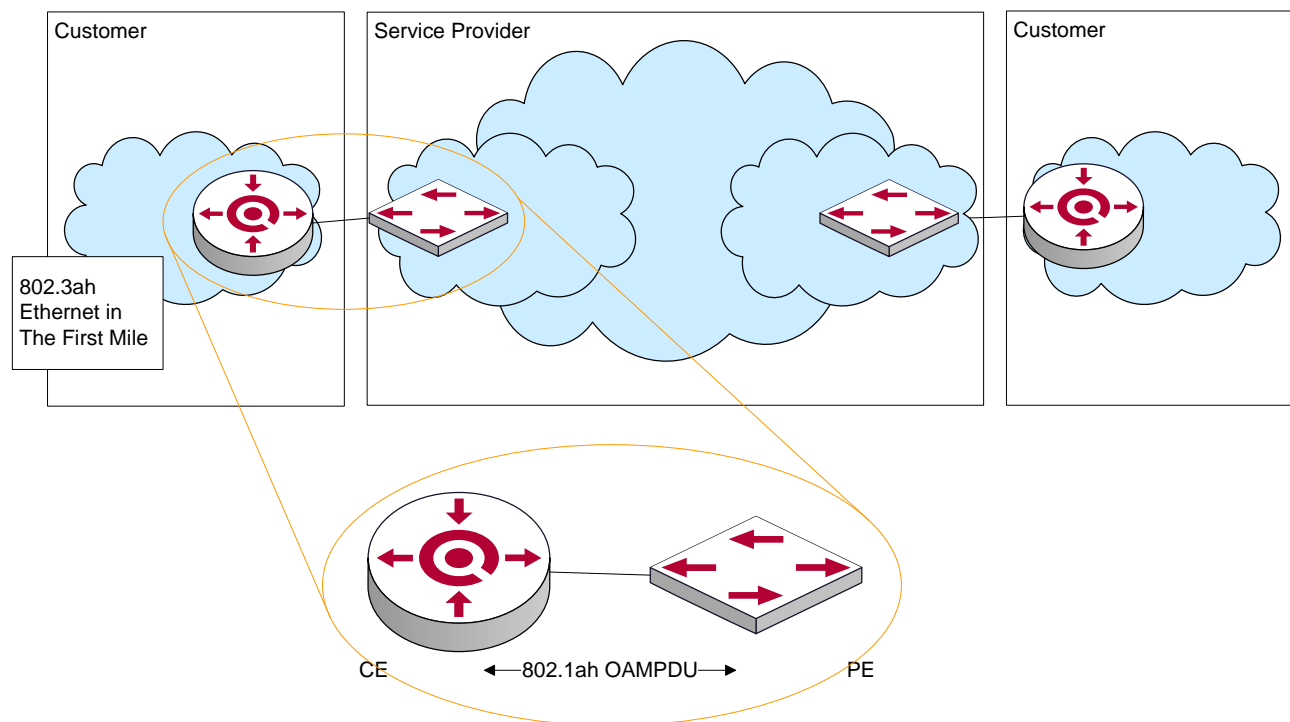 Customer
Service Provider
Customer
802.3ah
Ethernet in
The First Mile
CE
802.1ah OAMPDU
PE